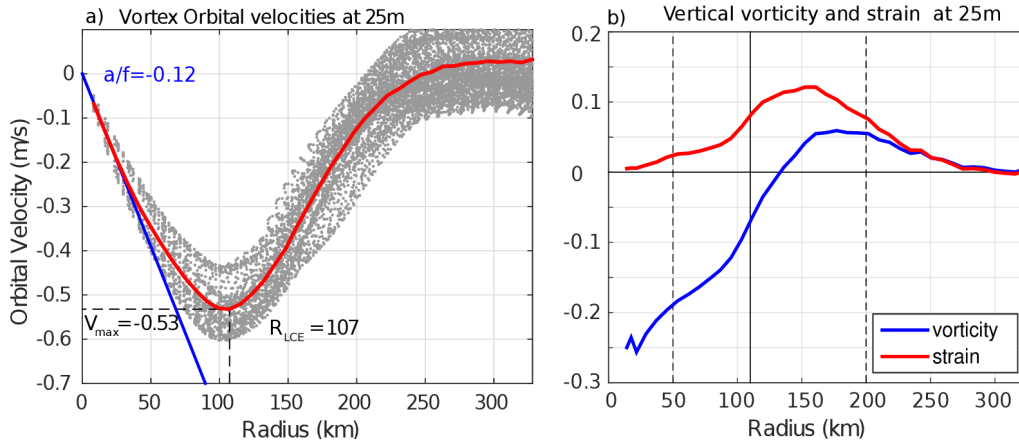 a) Vortex Orbital velocities at 25m
a/f=-0.12
0
-0.1
-0.2
-0.3
-0.4
-0.5
-0.6
-0.7
Orbital Velocity (m/s)
Vmax=-0.53
RLCE=107
0 50 100 150 200 250 300
Radius (km)
b) Vertical vorticity and strain at 25m
0.2
0.1
0
-0.1
-0.2
-0.3
vorticity
strain
0 50 100 150 200 250 300
Radius (km)